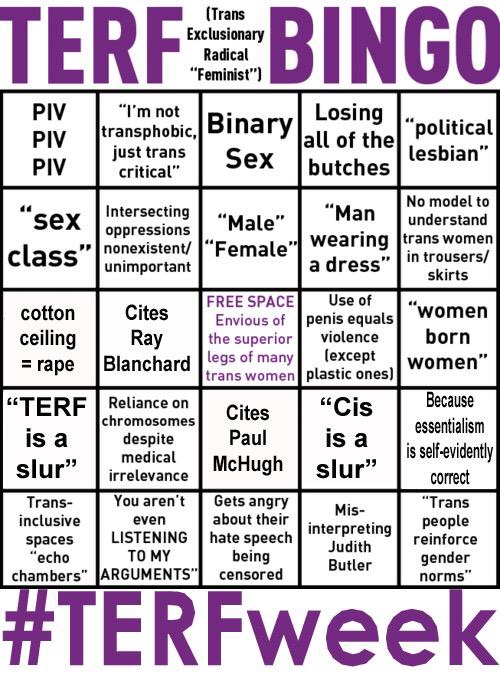 TERF (Trans Exclusionary Radical "Feminist") BINGO
PIV
PIV
PIV
"I'm not
transphobic,
just trans
critical"
Binary
Sex
Losing
all of the
butches
"political
lesbian"
"sex
class"
Intersecting
oppressions
nonexistent/
unimportant
"Male"
"Female"
"Man
wearing
a dress"
No model to
understand
trans women
in trousers/
skirts
cotton
ceiling
= rape
Cites
Ray
Blanchard
FREE SPACE
Envious of
the superior
legs of many
trans women
Use of
penis equals
violence
(except
plastic ones)
"women
born
women"
"TERF
is a
slur"
Reliance on
chromosomes
despite
medical
irrelevance
Cites
Paul
McHugh
"Cis
is a
slur"
Because
essentialism
is self-evidently
correct
Trans-
inclusive
spaces
"echo
chambers"
You aren't
even
LISTENING
TO MY
ARGUMENTS"
Gets angry
about their
hate speech
being
censored
Mis-
interpreting
Judith
Butler
"Trans
people
reinforce
gender
norms"
#TERFweek